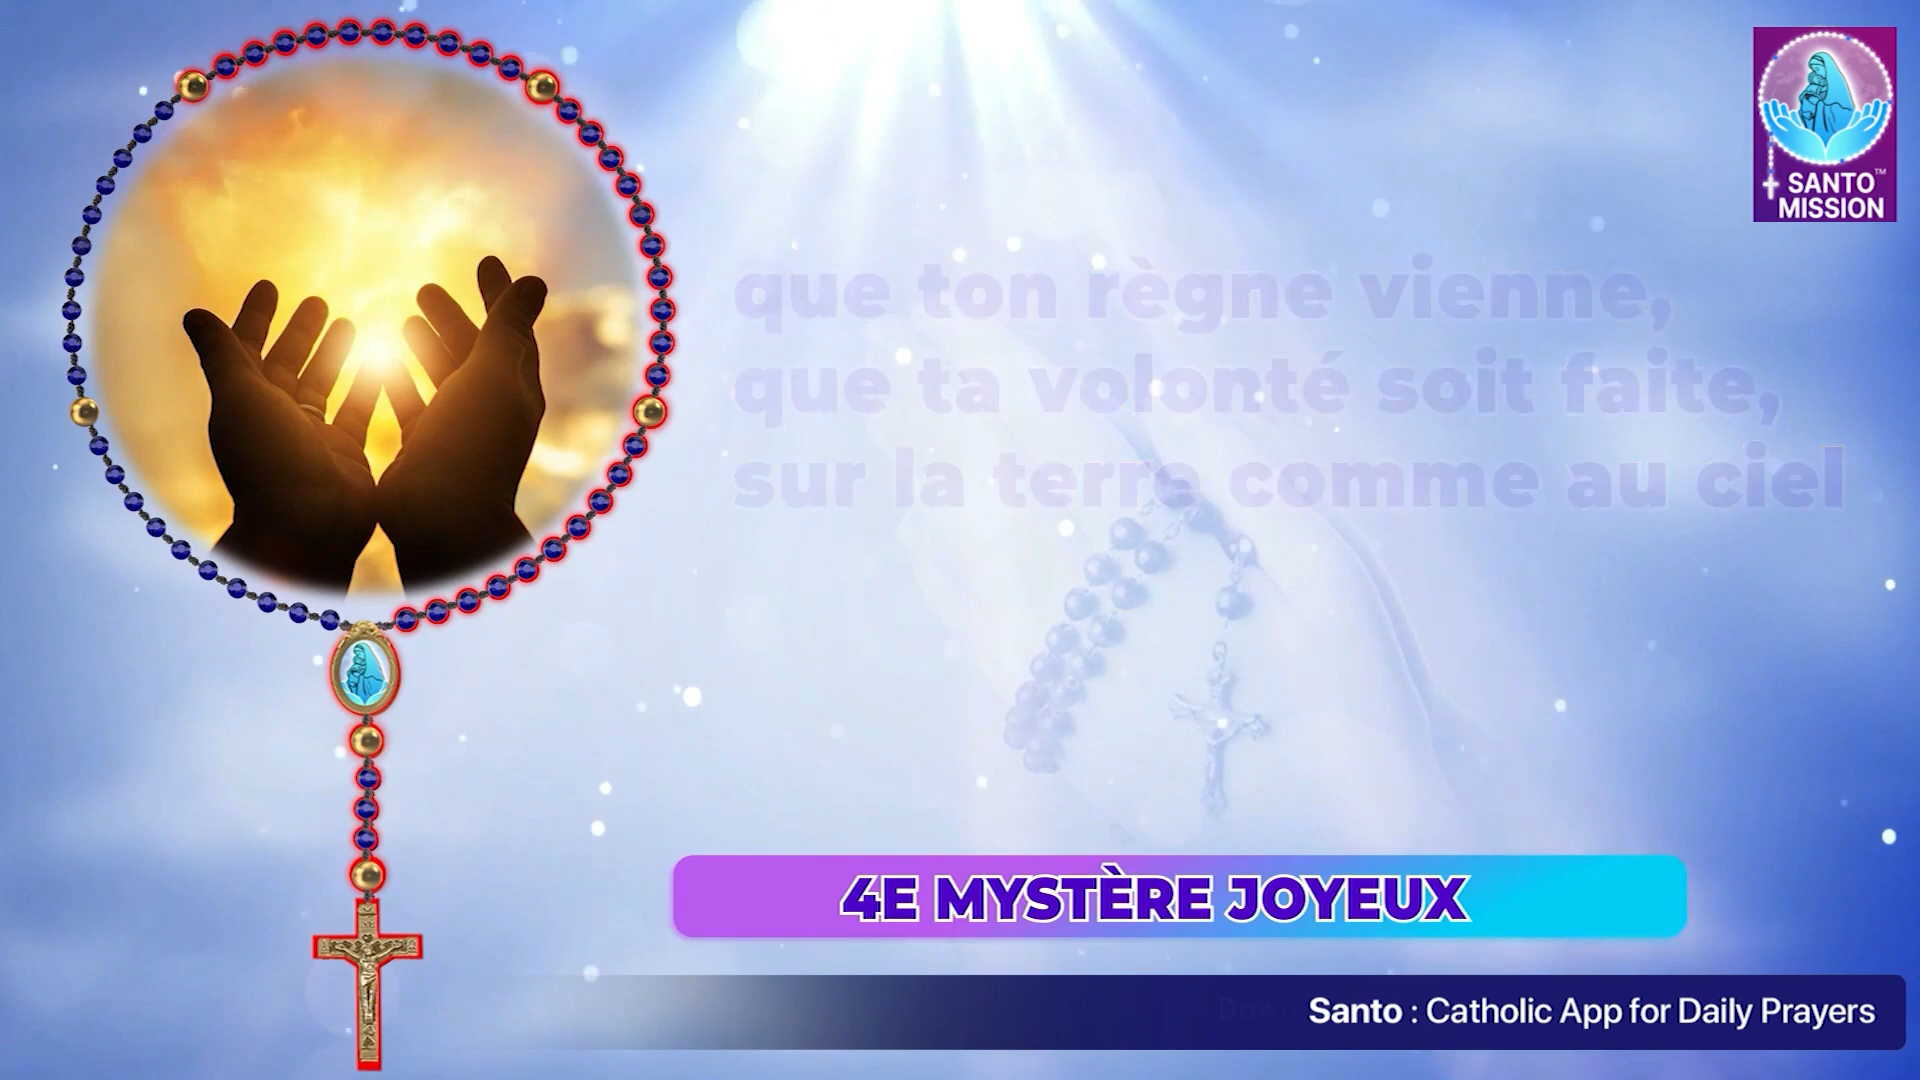 SANTO™
MISSION
que ton règne vienne,
que ta volonté soit faite,
sur la terre comme au ciel
4E MYSTÈRE JOYEUX
Santo : Catholic App for Daily Prayers